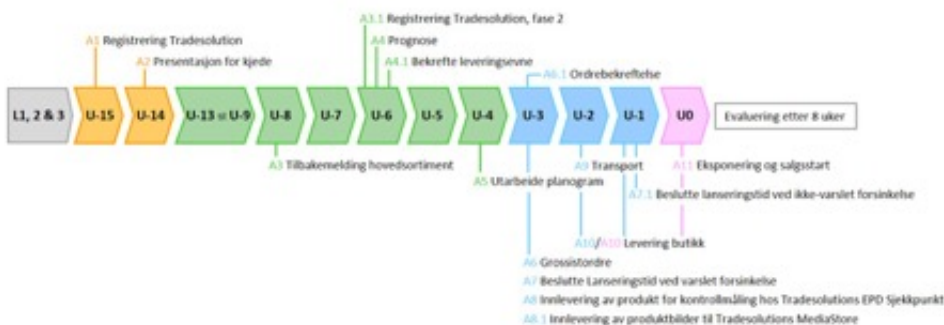 A3.1 Registrering Tradesolution, fase 2
A1 Registrering Tradesolution
A4 Prognose
A2 Presentasjon for kjede
A4.1 Bekrefte leveringsevne
A6.1 Ordrebekreftelse
L1, 2 & 3
U-15
U-14
U-13 til U-9
U-8
U-7
U-6
U-5
U-4
U-3
U-2
U-1
U0
Evaluering etter 8 uker
A3 Tilbakemelding hovedsortiment
A9 Transport
A11 Eksponering og salgsstart
A5 Utarbeide planogram
A7.1 Beslutte lanseringstid ved ikke-varslet forsinkelse
A10/A10 Levering butikk
A6 Grossistordre
A7 Beslutte Lanseringstid ved varslet forsinkelse
A8 Innlevering av produkt for kontrollmåling hos Tradesolutions EPD Sjekkpunkt
A8.1 Innlevering av produktbilder til Tradesolutions MediaStore